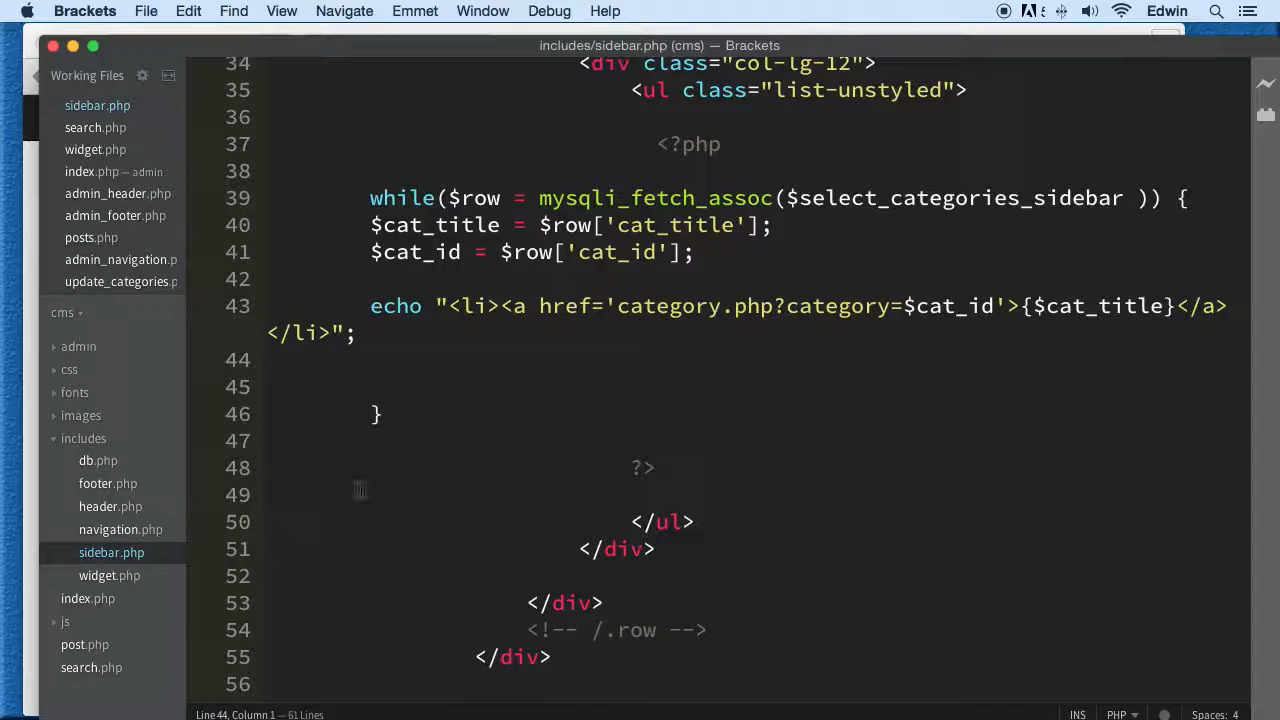 Brackets File Edit Find View Navigate Emmet Window Debug Help Edwin
includes/sidebar.php (cms) — Brackets
Working Files
sidebar.php
search.php
widget.php
index.php — admin
admin_header.php
admin_footer.php
posts.php
admin_navigation.p
update_categories.p
cms
admin
css
fonts
images
includes
db.php
footer.php
header.php
navigation.php
sidebar.php
widget.php
index.php
js
post.php
search.php
34 <div class="col-lg-12">
35 <ul class="list-unstyled">
36
37 <?php
38
39 while($row = mysqli_fetch_assoc($select_categories_sidebar )) {
40 $cat_title = $row['cat_title'];
41 $cat_id = $row['cat_id'];
42
43 echo "<li><a href='category.php?category=$cat_id'>{$cat_title}</a>
</li>";
44
45
46 }
47
48 ?>
49
50 </ul>
51 </div>
52
53 </div>
54 <!-- /.row -->
55 </div>
56
Line 44, Column 1 — 61 Lines
INS PHP Spaces: 4